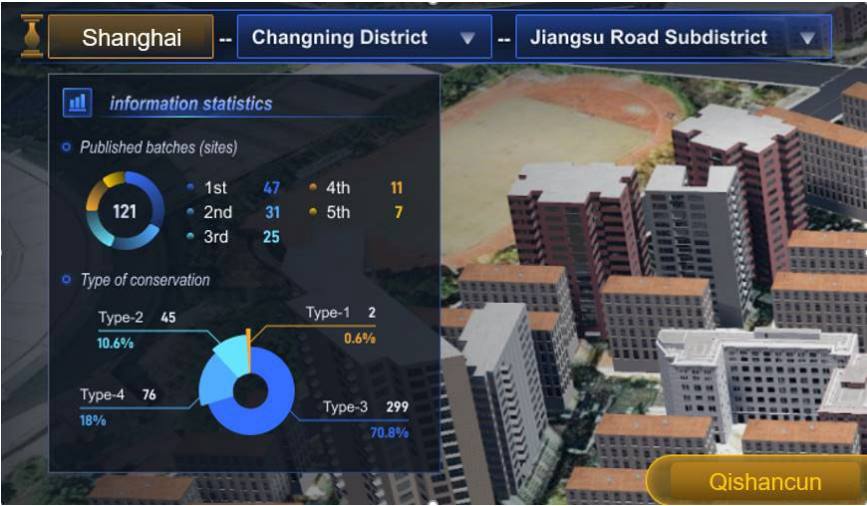 Shanghai -- Changning District -- Jiangsu Road Subdistrict
information statistics
Published batches (sites)
121
1st 47 4th 11
2nd 31 5th 7
3rd 25
Type of conservation
Type-2 45
10.6%
Type-1 2
0.6%
Type-4 76
18%
Type-3 299
70.8%
Qishancun